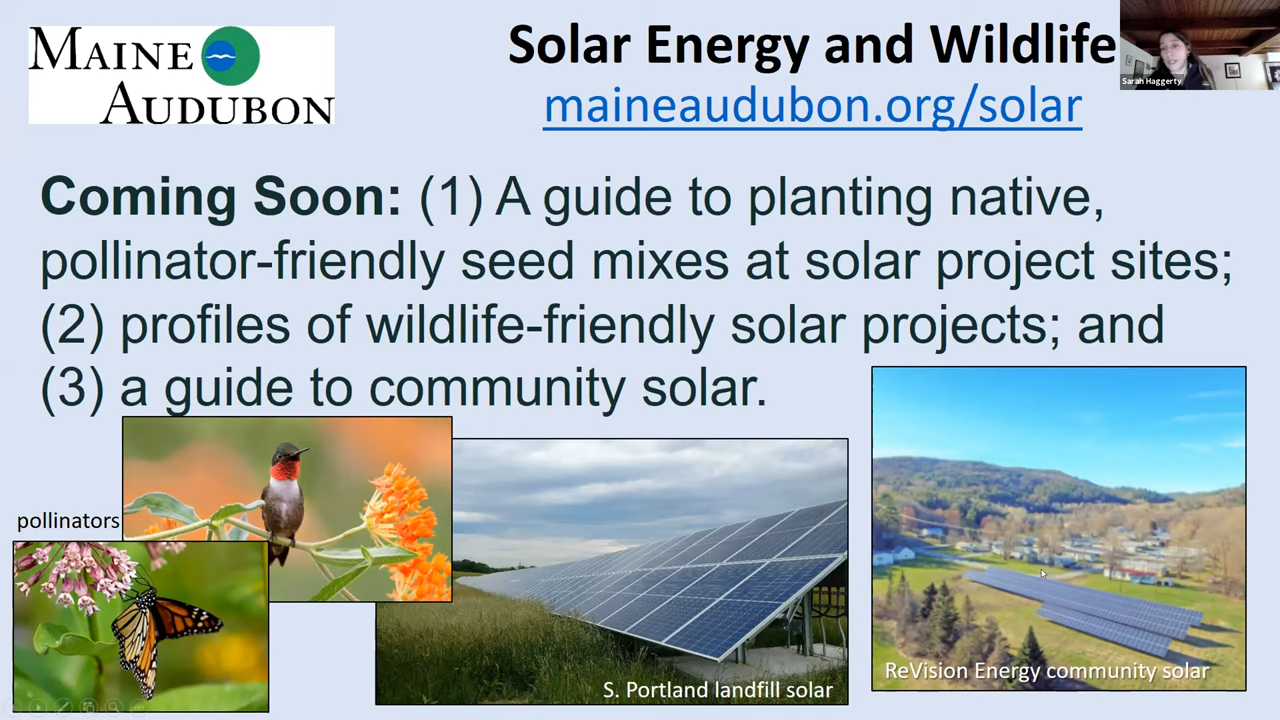 MAINE
AUDUBON
Solar Energy and Wildlife
maineaudubon.org/solar
Sarah Haggerty
Coming Soon: (1) A guide to planting native,
pollinator-friendly seed mixes at solar project sites;
(2) profiles of wildlife-friendly solar projects; and
(3) a guide to community solar.
pollinators
S. Portland landfill solar
ReVision Energy community solar